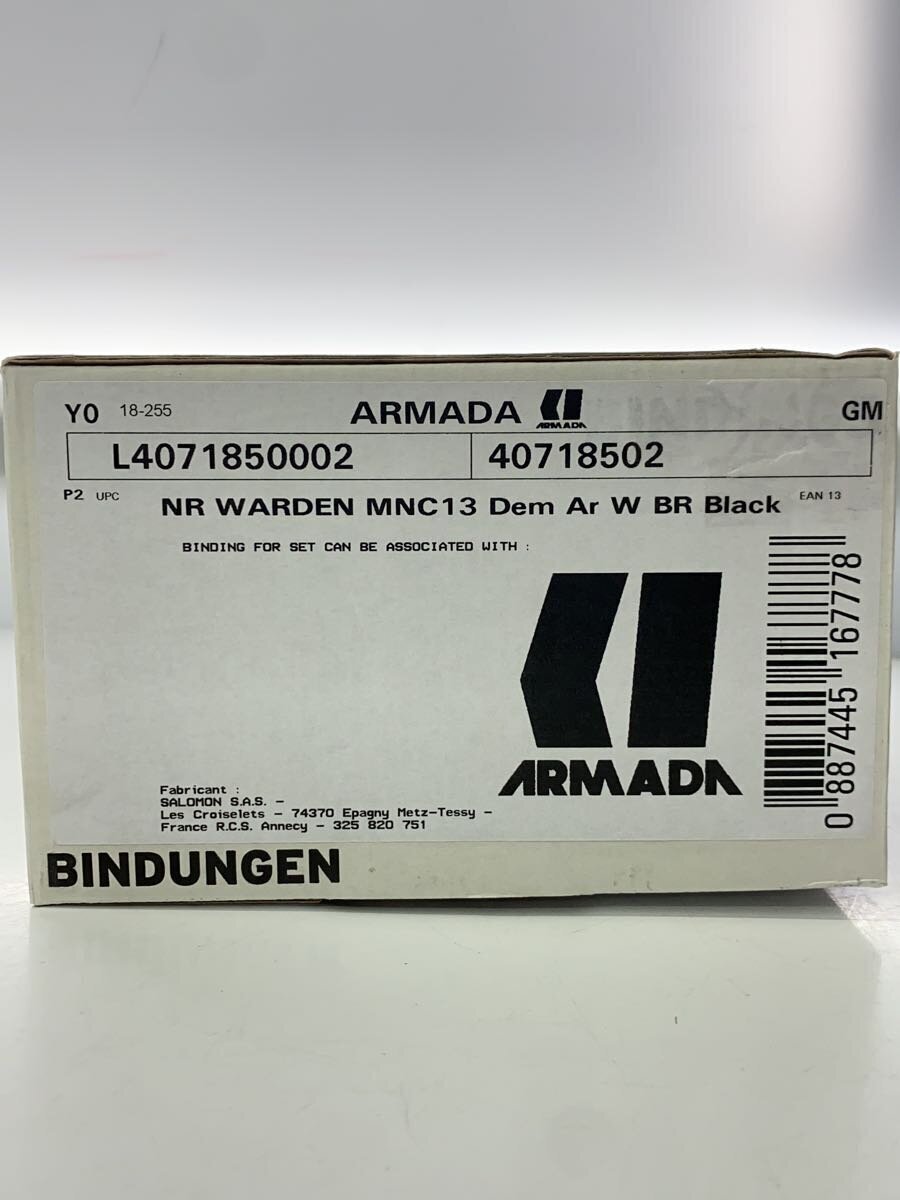 Y0 18-255 ARMADA ARMADA GM
L4071850002 40718502
P2 UPC NR WARDEN MNC13 Dem Ar W BR Black EAN 13
BINDING FOR SET CAN BE ASSOCIATED WITH :
ARMADA
0 887445 167778
Fabricant :
SALOMON S.A.S. -
Les Croiselets - 74370 Epagny Metz-Tessy -
France R.C.S. Annecy - 325 820 751
BINDUNGEN